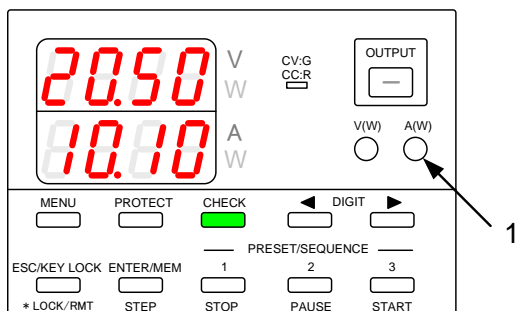 20.50 V
W
CV:G
CC:R
OUTPUT
10.10 A
W
V(W) A(W)
1
MENU PROTECT CHECK ◀ DIGIT ▶
PRESET/SEQUENCE
ESC/KEY LOCK ENTER/MEM 1 2 3
* LOCK/RMT STEP STOP PAUSE START